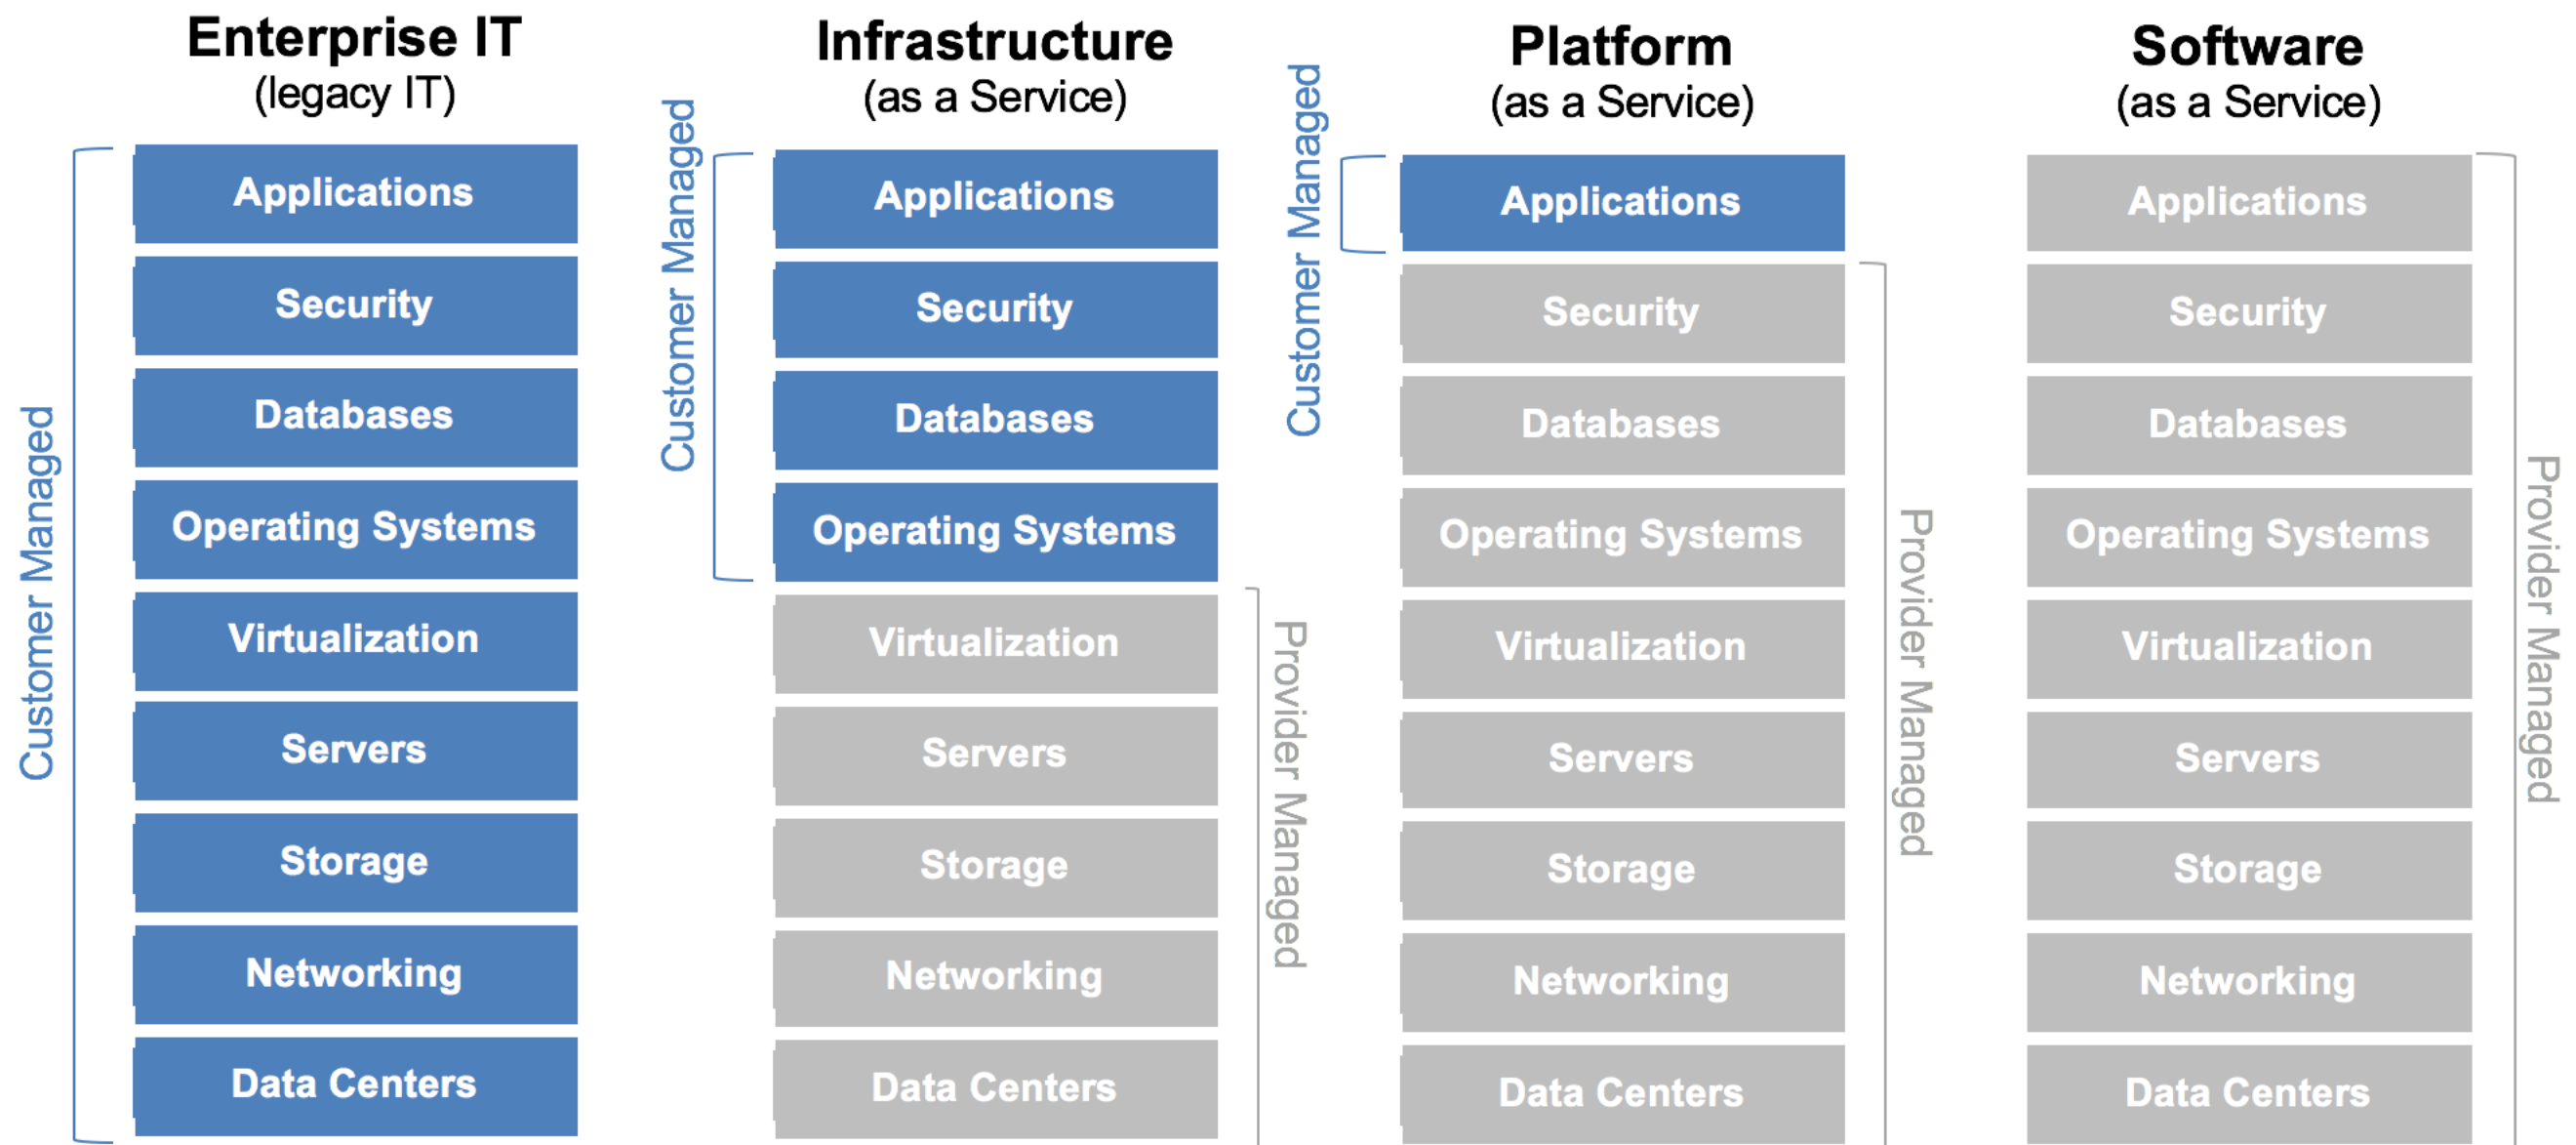 Enterprise IT
(legacy IT)
Customer Managed
Applications
Security
Databases
Operating Systems
Virtualization
Servers
Storage
Networking
Data Centers
Infrastructure
(as a Service)
Customer Managed
Applications
Security
Databases
Operating Systems
Virtualization
Servers
Storage
Networking
Data Centers
Provider Managed
Platform
(as a Service)
Customer Managed
Applications
Security
Databases
Operating Systems
Virtualization
Servers
Storage
Networking
Data Centers
Provider Managed
Software
(as a Service)
Applications
Security
Databases
Operating Systems
Virtualization
Servers
Storage
Networking
Data Centers
Provider Managed